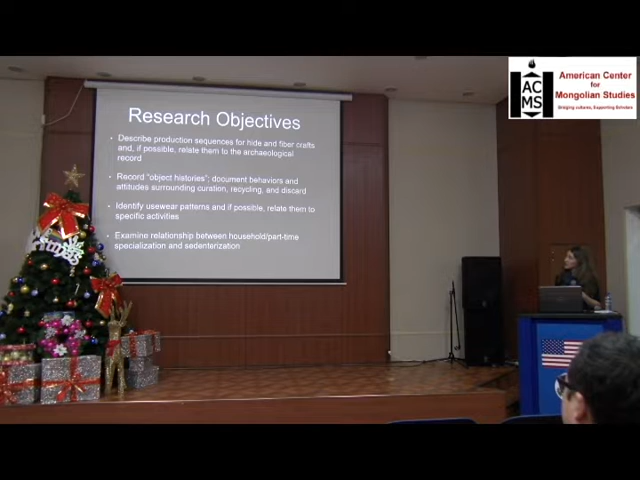 Research Objectives
· Describe production sequences for hide and fiber crafts
and, if possible, relate them to the archaeological
record
· Record “object histories”; document behaviors and
attitudes surrounding curation, recycling, and discard
· Identify usewear patterns and if possible, relate them to
specific activities
· Examine relationship between household/part-time
specialization and sedenterization
ACMS
American Center
for
Mongolian Studies
Bridging cultures, Supporting Scholars